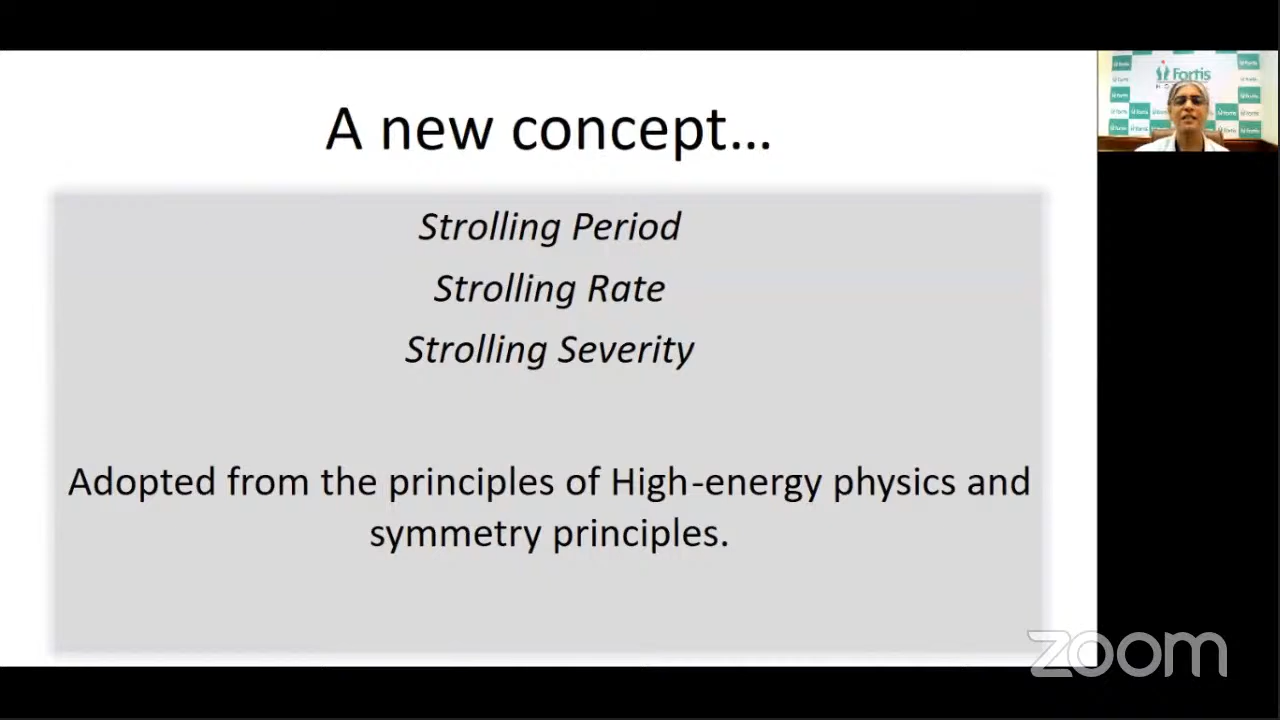 A new concept...
Strolling Period
Strolling Rate
Strolling Severity
Adopted from the principles of High-energy physics and
symmetry principles.
Fortis
zoom